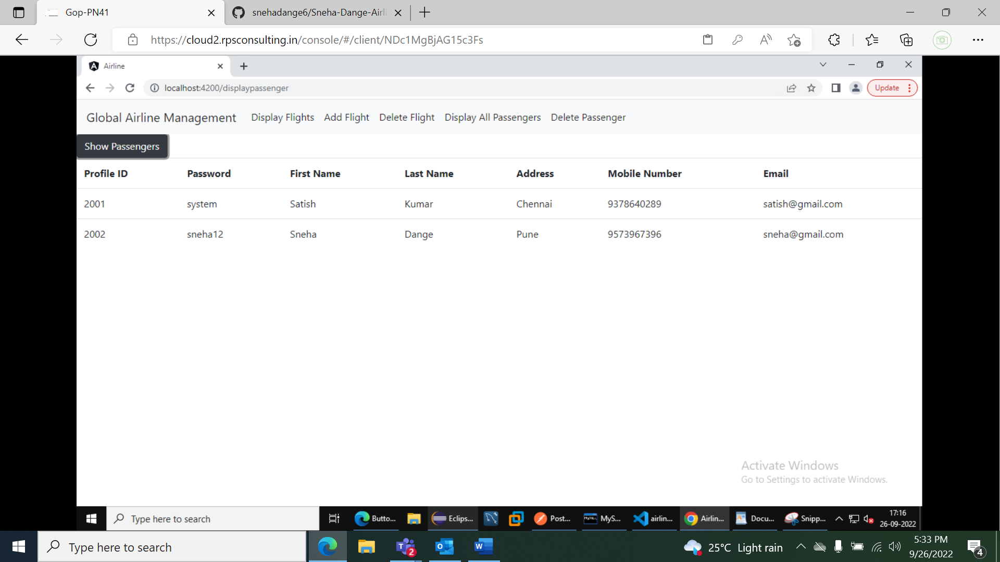 Gop-PN41
snehadange6/Sneha-Dange-Airli
https://cloud2.rpsconsulting.in/console/#/client/NDc1MgBjAG15c3Fs
Airline
localhost:4200/displaypassenger
Update
Global Airline Management Display Flights Add Flight Delete Flight Display All Passengers Delete Passenger
Show Passengers
Profile ID Password First Name Last Name Address Mobile Number Email
2001 system Satish Kumar Chennai 9378640289 satish@gmail.com
2002 sneha12 Sneha Dange Pune 9573967396 sneha@gmail.com
Activate Windows
Go to Settings to activate Windows.
Type here to search Butto... Eclips... Post... MyS... airlin... Airlin... Docu... Snipp... 17:16
26-09-2022
Type here to search 2 25°C Light rain 5:33 PM
9/26/2022 4